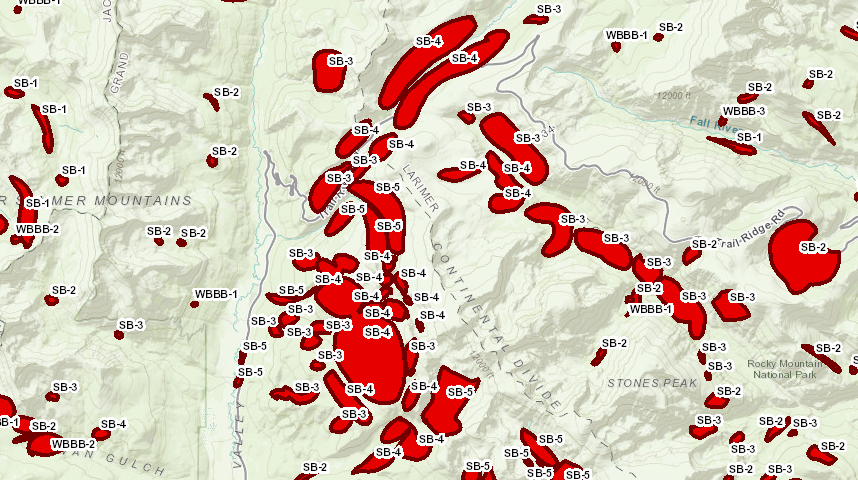 WBBB-1
SB-3
SB-4
WBBB-1
SB-2
SB-3
SB-4
GRAND
SB-1
SB-2
SB-2
SB-2
12000 ft
SB-1
SB-3
WBBB-3
SB-2
Fall River
SB-4
SB-3
34
SB-1
SB-4
SB-2
SB-3
SB-4
SB-4
12000 ft
SB-1
SB-3
SB-5
LARIMER
SB-4
12000 ft
SB-1
MOUNTAINS
SB-5
SB-3
Trail-Ridge Rd
WBBB-2
SB-5
SB-2
SB-2
SB-3
SB-2
SB-2
SB-3
SB-4
SB-3
SB-4
SB-4
SB-4
CONTINENTAL DIVIDE
SB-2
WBBB-1
SB-5
SB-4
SB-4
SB-2
SB-3
SB-3
SB-3
SB-4
SB-4
WBBB-1
SB-3
SB-3
SB-3
SB-3
SB-4
SB-5
SB-3
SB-3
SB-2
SB-3
SB-2
SB-5
SB-3
Rocky Mountain
National Park
STONES PEAK
SB-3
SB-3
SB-4
SB-4
SB-5
SB-2
VALLEY
SB-3
SB-4
SB-2
SB-3
SB-2
SB-3
WBBB-2
SB-4
SB-5
SB-3
SB-2
GULCH
SB-4
SB-5
SB-2
SB-5
SB-5
SB-5
SB-2
SB-3